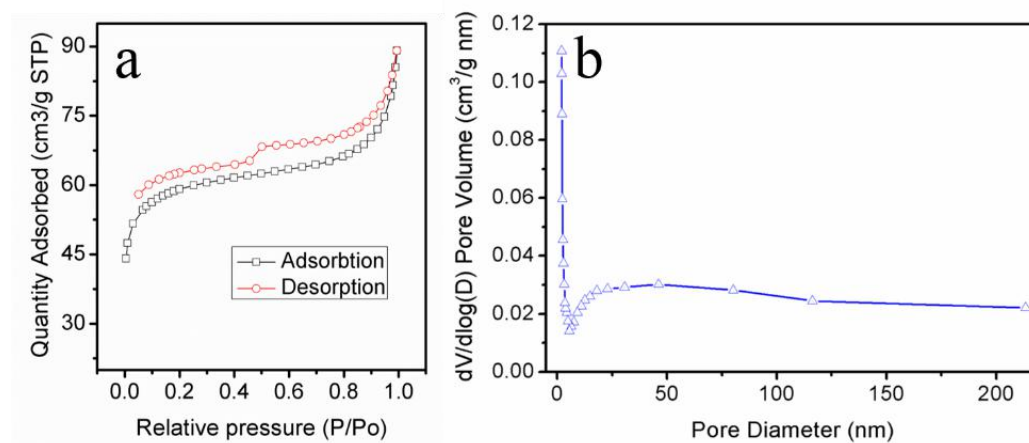 a
Quantity Adsorbed (cm3/g STP)
90
75
60
45
30
Adsorbtion
Desorption
0.0 0.2 0.4 0.6 0.8 1.0
Relative pressure (P/Po)
b
dV/dlog(D) Pore Volume (cm³/g nm)
0.12
0.10
0.08
0.06
0.04
0.02
0.00
0 50 100 150 200
Pore Diameter (nm)